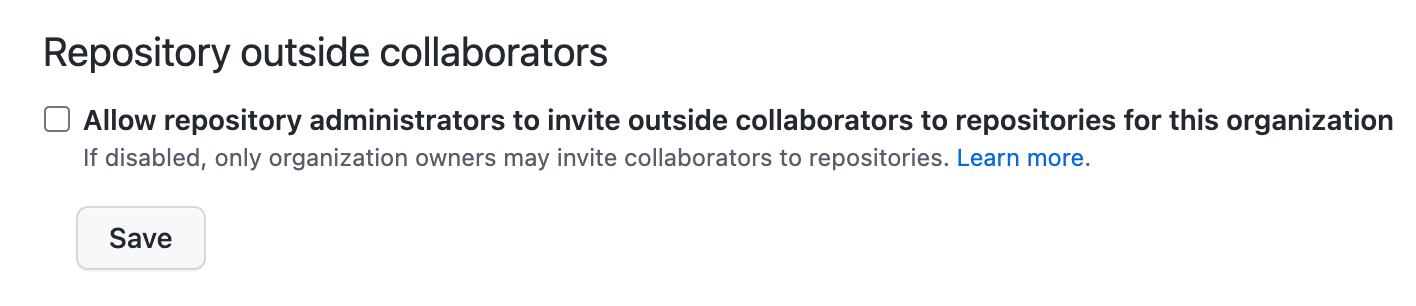 Repository outside collaborators
Allow repository administrators to invite outside collaborators to repositories for this organization
If disabled, only organization owners may invite collaborators to repositories. Learn more.
Save